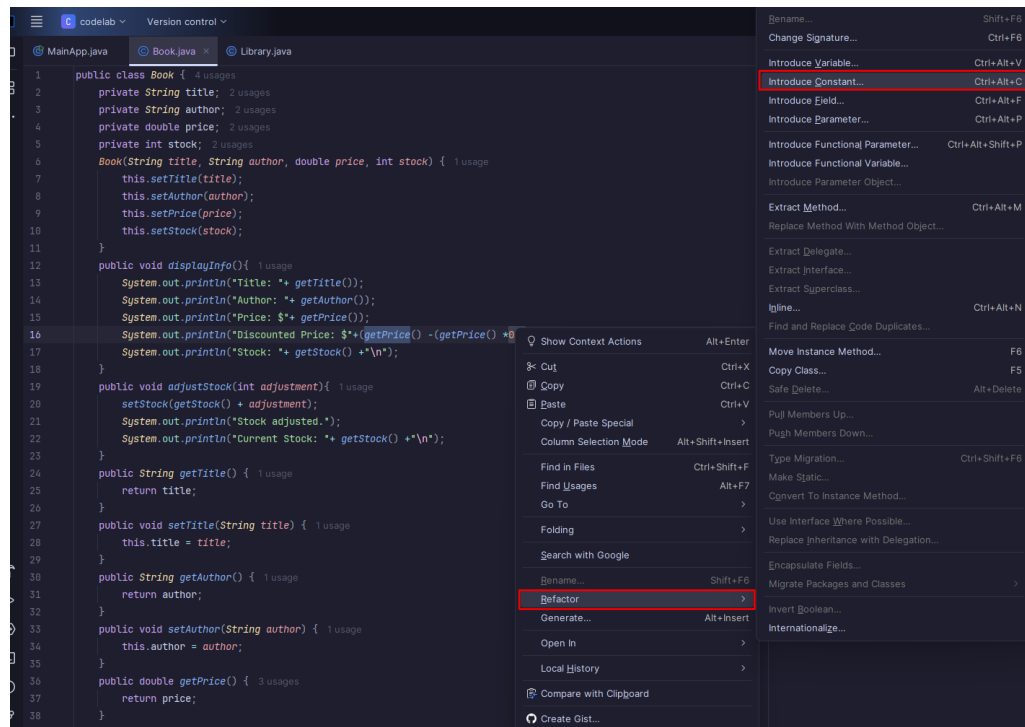 C codelab Version control
MainApp.java Book.java × Library.java
1 public class Book { 4 usages
2 private String title; 2 usages
3 private String author; 2 usages
4 private double price; 2 usages
5 private int stock; 2 usages
6 Book(String title, String author, double price, int stock) { 1 usage
7 this.setTitle(title);
8 this.setAuthor(author);
9 this.setPrice(price);
10 this.setStock(stock);
11 }
12 public void displayInfo(){ 1 usage
13 System.out.println("Title: "+ getTitle());
14 System.out.println("Author: "+ getAuthor());
15 System.out.println("Price: $"+ getPrice());
16 System.out.println("Discounted Price: $"+(getPrice() -(getPrice() *0
17 System.out.println("Stock: "+ getStock() +"\n");
18 }
19 public void adjustStock(int adjustment){ 1 usage
20 setStock(getStock() + adjustment);
21 System.out.println("Stock adjusted.");
22 System.out.println("Current Stock: "+ getStock() +"\n");
23 }
24 public String getTitle() { 1 usage
25 return title;
26 }
27 public void setTitle(String title) { 1 usage
28 this.title = title;
29 }
30 public String getAuthor() { 1 usage
31 return author;
32 }
33 public void setAuthor(String author) { 1 usage
34 this.author = author;
35 }
36 public double getPrice() { 3 usages
37 return price;
38 }
Show Context Actions Alt+Enter
Cut Ctrl+X
Copy Ctrl+C
Paste Ctrl+V
Copy / Paste Special >
Column Selection Mode Alt+Shift+Insert
Find in Files Ctrl+Shift+F
Find Usages Alt+F7
Go To >
Folding >
Search with Google
Rename... Shift+F6
Refactor >
Generate... Alt+Insert
Open In >
Local History >
Compare with Clipboard
Create Gist...
Rename... Shift+F6
Change Signature... Ctrl+F6
Introduce Variable... Ctrl+Alt+V
Introduce Constant... Ctrl+Alt+C
Introduce Field... Ctrl+Alt+F
Introduce Parameter... Ctrl+Alt+P
Introduce Functional Parameter... Ctrl+Alt+Shift+P
Introduce Functional Variable...
Introduce Parameter Object...
Extract Method... Ctrl+Alt+M
Replace Method With Method Object...
Extract Delegate...
Extract Interface...
Extract Superclass...
Inline... Ctrl+Alt+N
Find and Replace Code Duplicates...
Move Instance Method... F6
Copy Class... F5
Safe Delete... Alt+Delete
Pull Members Up...
Push Members Down...
Type Migration... Ctrl+Shift+F6
Make Static...
Convert To Instance Method...
Use Interface Where Possible...
Replace Inheritance with Delegation...
Encapsulate Fields...
Migrate Packages and Classes >
Invert Boolean...
Internationalize...